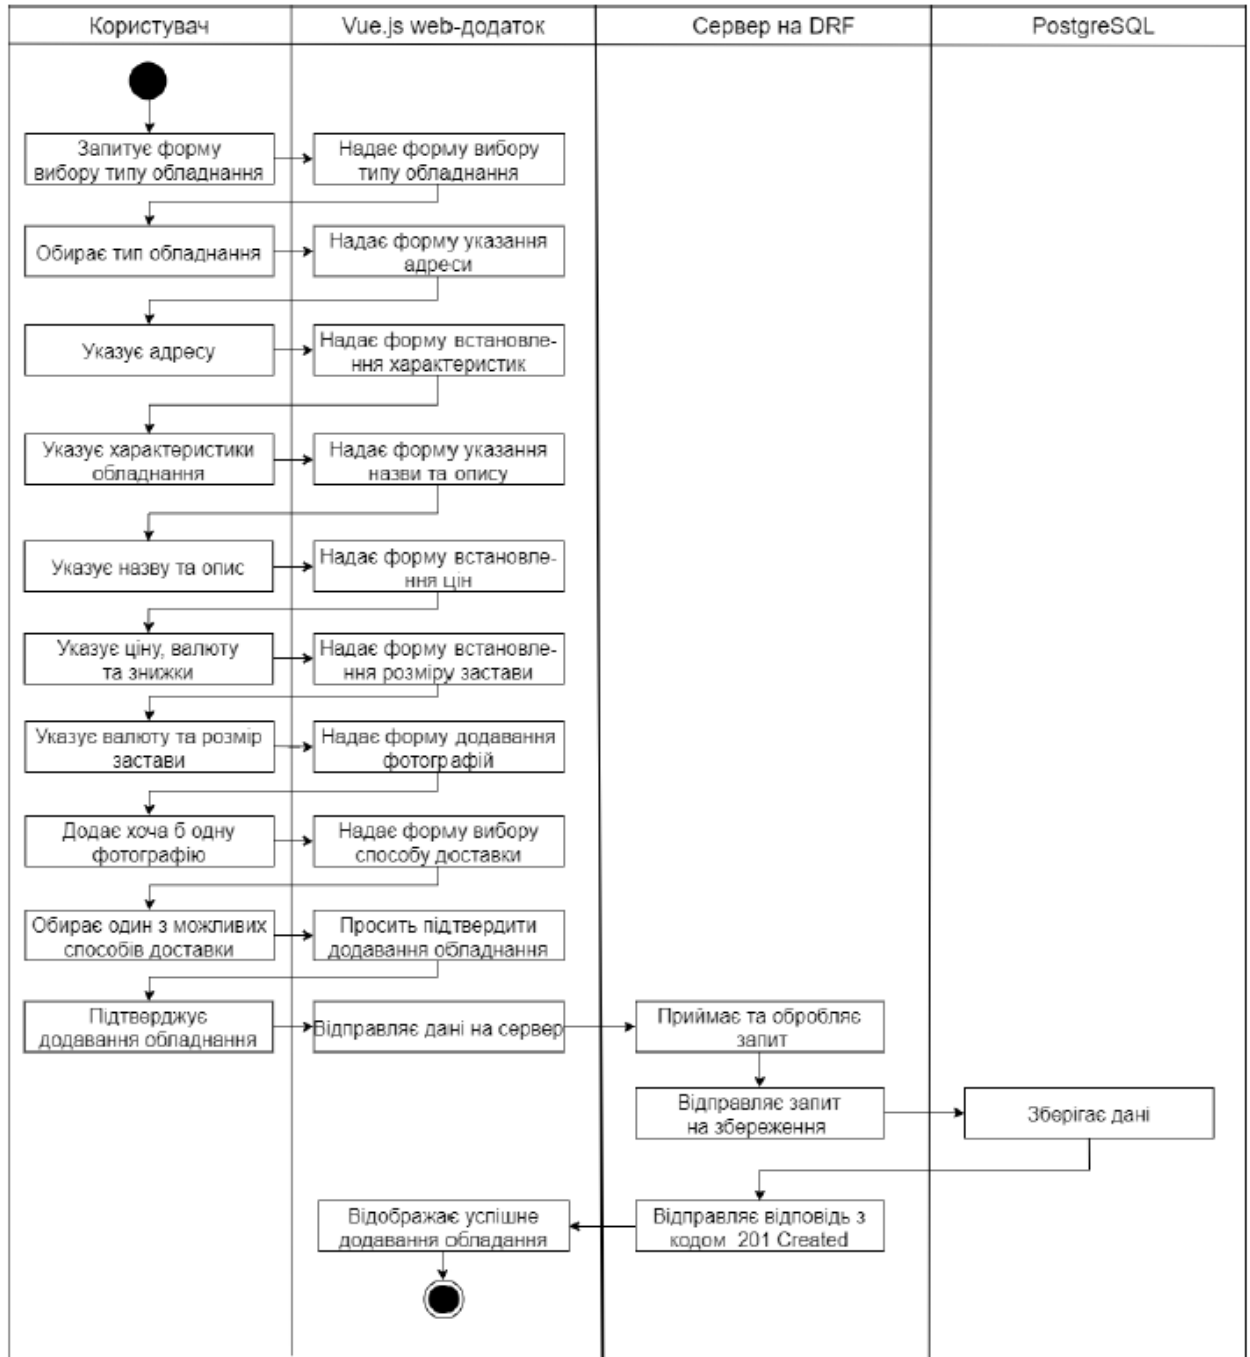 Користувач
Vue.js web-додаток
Сервер на DRF
PostgreSQL
Запитує форму
вибору типу обладнання
Надає форму вибору
типу обладнання
Обирає тип обладнання
Надає форму указання
адреси
Указує адресу
Надає форму встановле-
ння характеристик
Указує характеристики
обладнання
Надає форму указання
назви та опису
Указує назву та опис
Надає форму встановле-
ння цін
Указує ціну, валюту
та знижки
Надає форму встановле-
ння розміру застави
Указує валюту та розмір
застави
Надає форму додавання
фотографій
Додає хоча б одну
фотографію
Надає форму вибору
способу доставки
Обирає один з можливих
способів доставки
Просить підтвердити
додавання обладнання
Підтверджує
додавання обладнання
Відправляє дані на сервер
Приймає та обробляє
запит
Відправляє запит
на збереження
Зберігає дані
Відображає успішне
додавання обладання
Відправляє відповідь з
кодом 201 Created